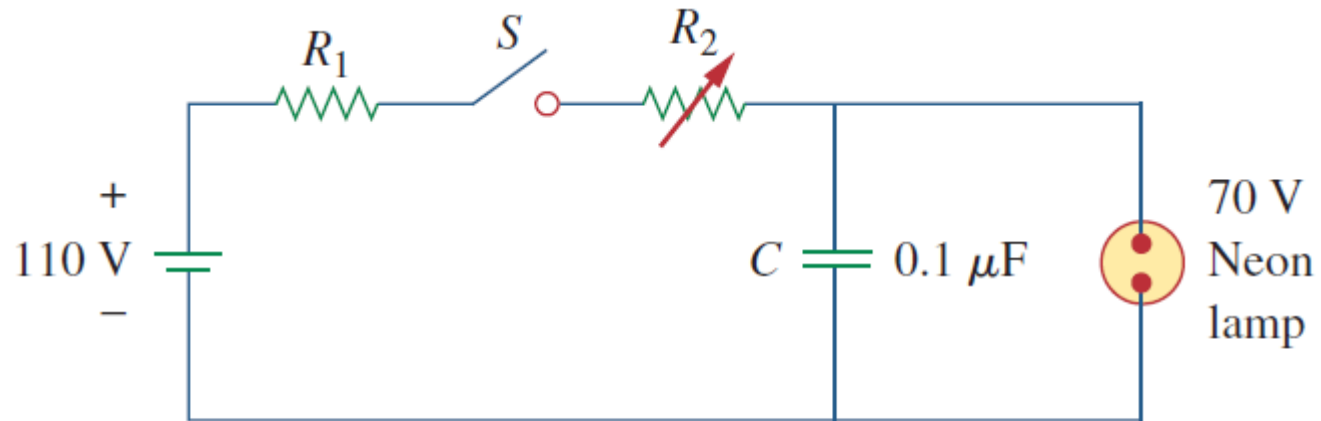 R₁
S
R₂
+
110 V
−
C
0.1 μF
70 V
Neon
lamp